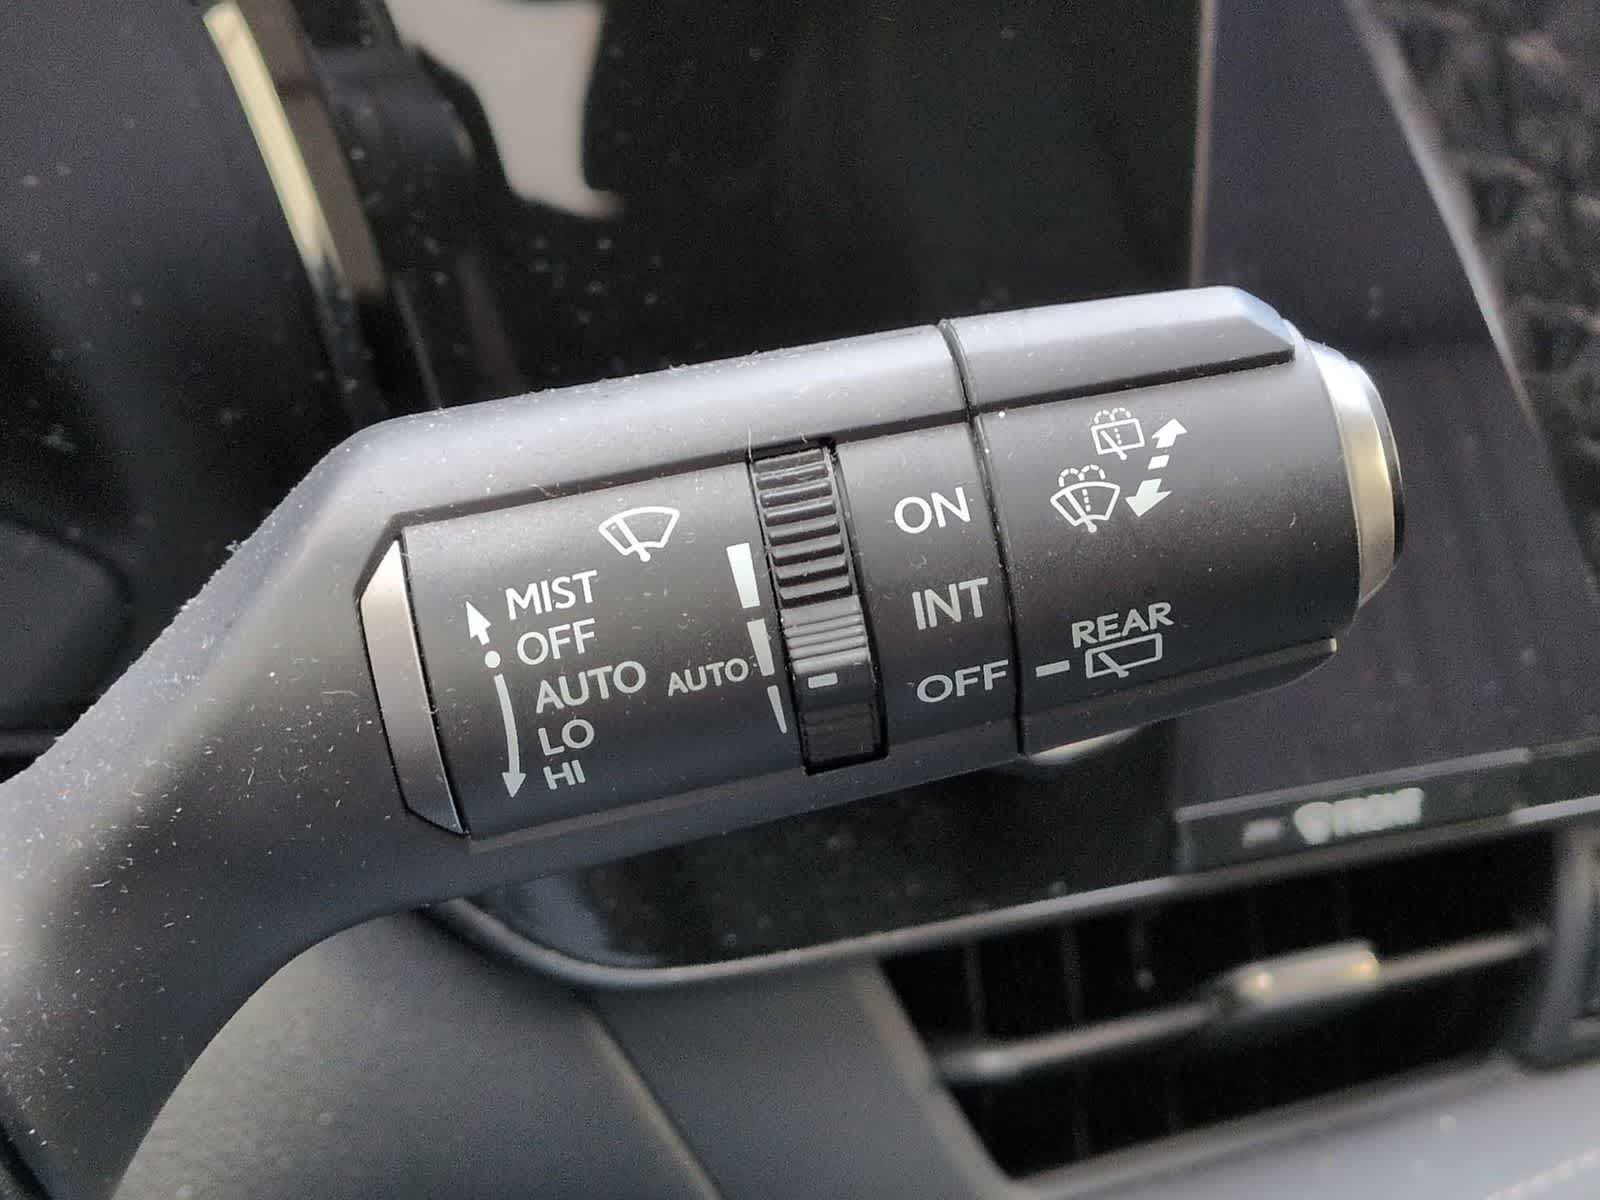 MIST
OFF
AUTO
LO
HI
AUTO
ON
INT
OFF
REAR